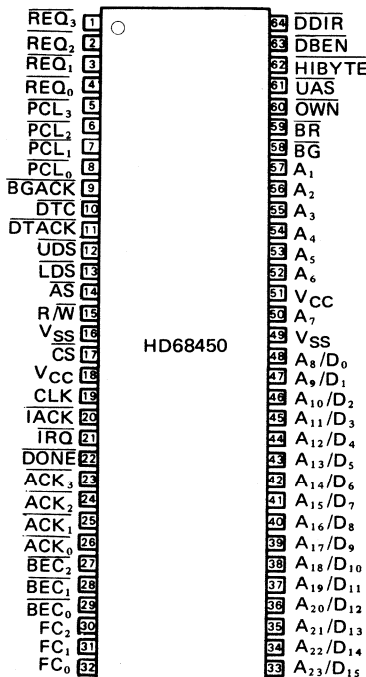 REQ₃ 1 64 DDIR
REQ₂ 2 63 DBEN
REQ₁ 3 62 HIBYTE
REQ₀ 4 61 UAS
PCL₃ 5 60 OWN
PCL₂ 6 59 BR
PCL₁ 7 58 BG
PCL₀ 8 57 A₁
BGACK 9 56 A₂
DTC 10 55 A₃
DTACK 11 54 A₄
UDS 12 53 A₅
LDS 13 52 A₆
AS 14 51 VCC
R/W 15 50 A₇
VSS 16 49 VSS
HD68450
CS 17 48 A₈/D₀
VCC 18 47 A₉/D₁
CLK 19 46 A₁₀/D₂
IACK 20 45 A₁₁/D₃
IRQ 21 44 A₁₂/D₄
DONE 22 43 A₁₃/D₅
ACK₃ 23 42 A₁₄/D₆
ACK₂ 24 41 A₁₅/D₇
ACK₁ 25 40 A₁₆/D₈
ACK₀ 26 39 A₁₇/D₉
BEC₂ 27 38 A₁₈/D₁₀
BEC₁ 28 37 A₁₉/D₁₁
BEC₀ 29 36 A₂₀/D₁₂
FC₂ 30 35 A₂₁/D₁₃
FC₁ 31 34 A₂₂/D₁₄
FC₀ 32 33 A₂₃/D₁₅